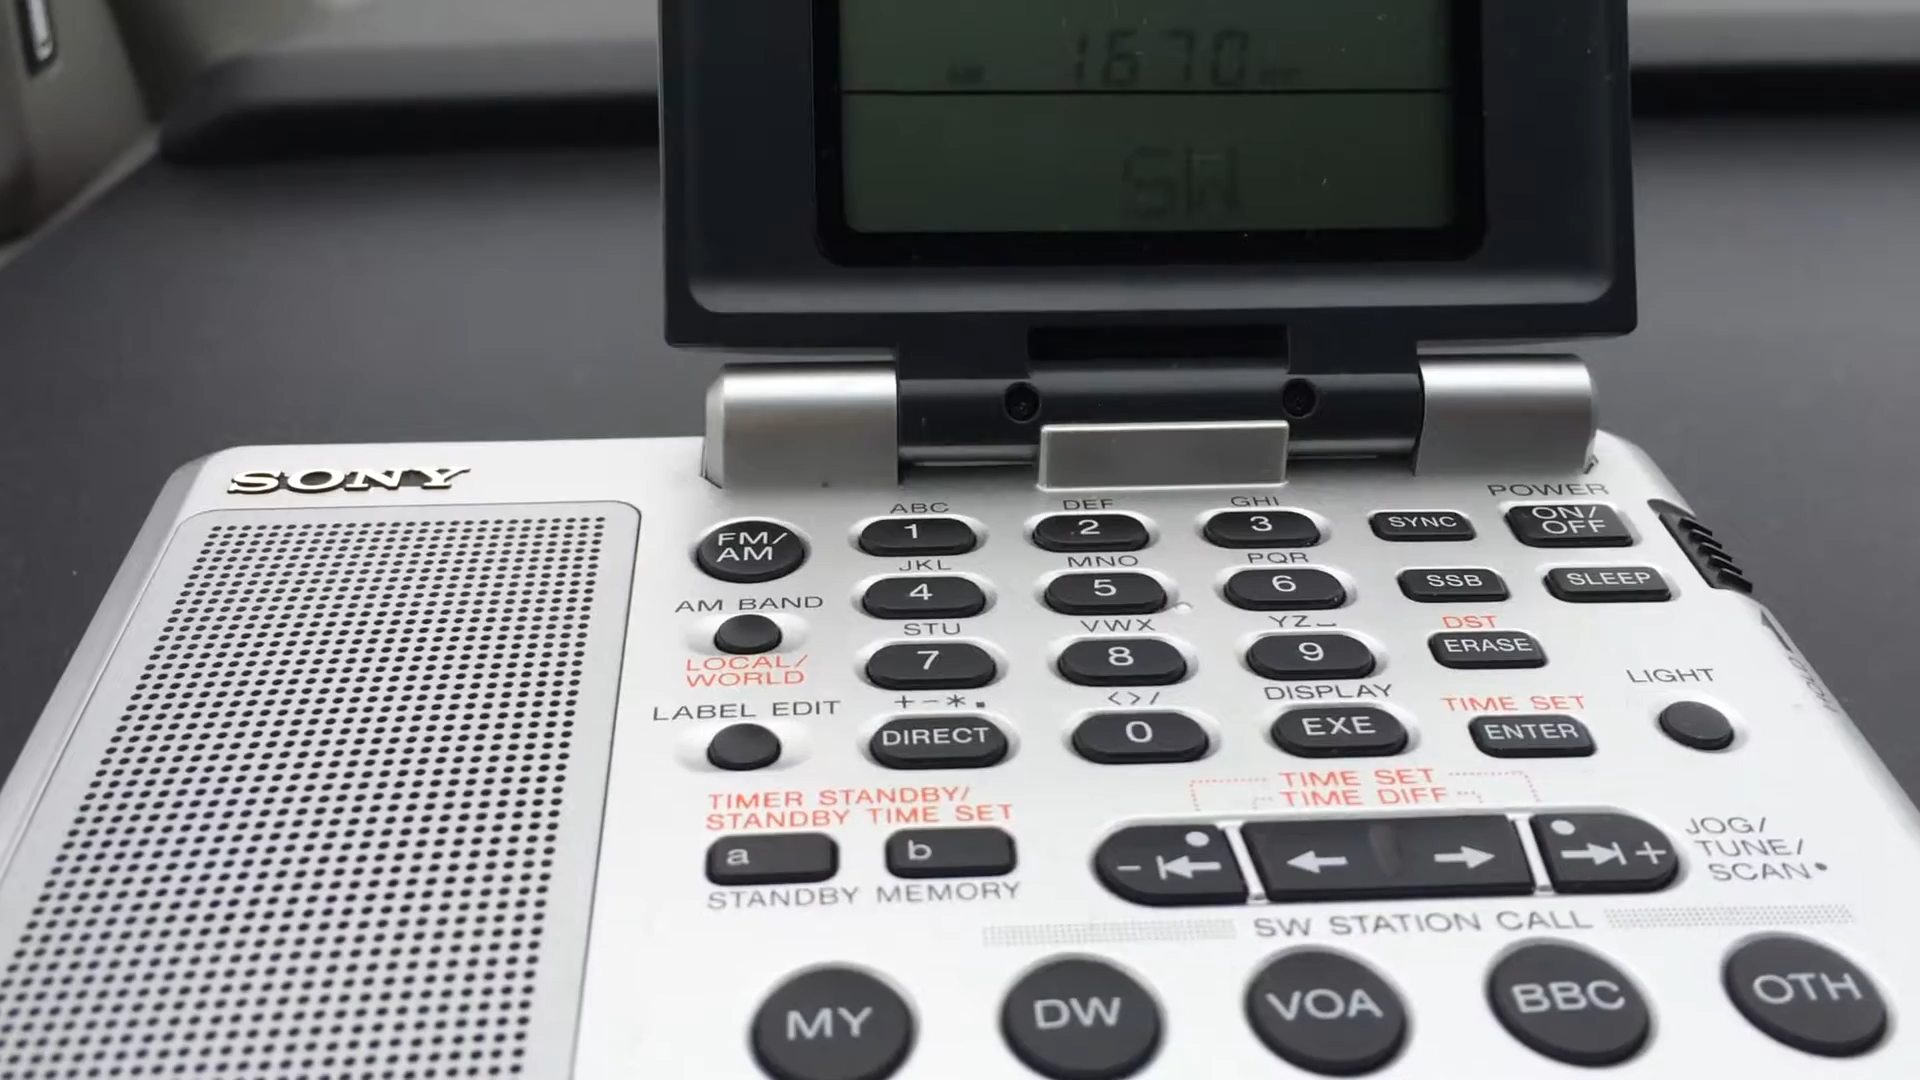 1670
SW
SONY
FM/
AM
ABC
1
DEF
2
GHI
3
SYNC
POWER
ON/
OFF
AM BAND
LOCAL/
WORLD
JKL
4
MNO
5
PQR
6
SSB
SLEEP
LABEL EDIT
STU
7
VWX
8
YZ
9
DST
ERASE
LIGHT
+-*.
DIRECT
<>/
0
DISPLAY
EXE
TIME SET
ENTER
TIMER STANDBY/
STANDBY TIME SET
a
b
STANDBY MEMORY
TIME SET
TIME DIFF
-
+
JOG/
TUNE/
SCAN•
SW STATION CALL
MY
DW
VOA
BBC
OTH